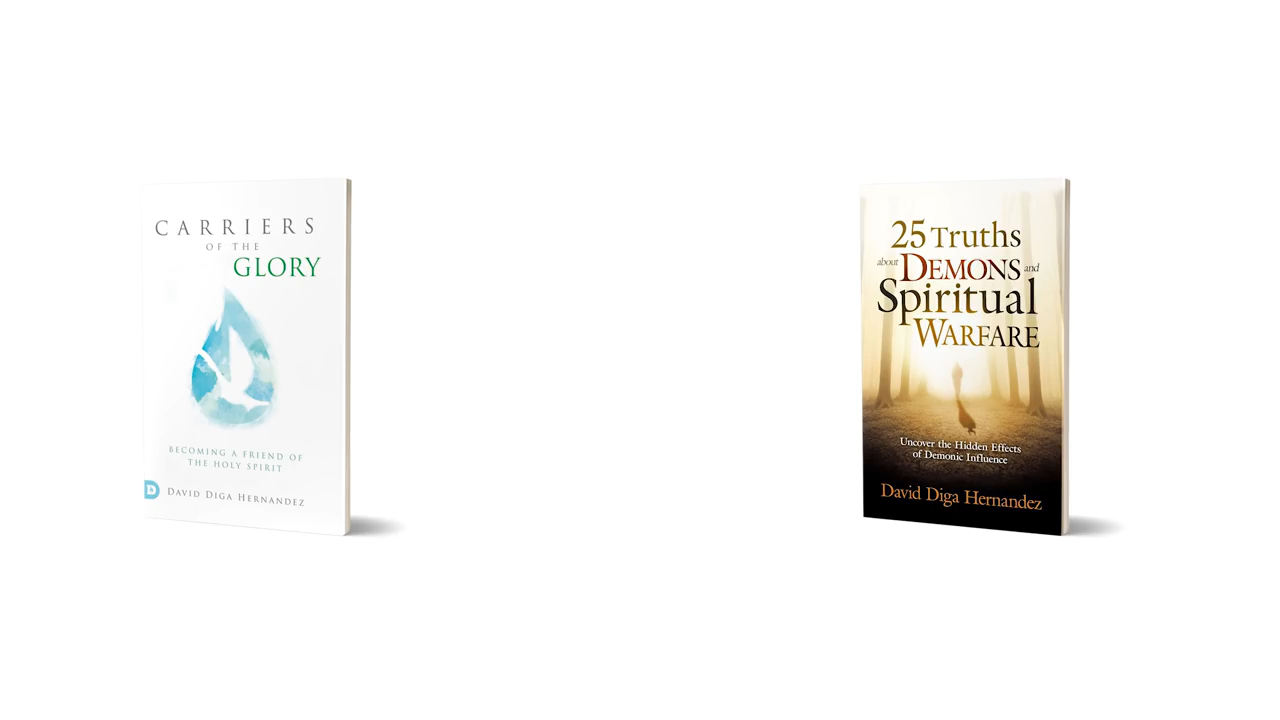 CARRIERS
OF THE
GLORY
BECOMING A FRIEND OF
THE HOLY SPIRIT
D
DAVID DIGA HERNANDEZ
25 Truths
about DEMONS and
Spiritual
WARFARE
Uncover the Hidden Effects
of Demonic Influence
David Diga Hernandez